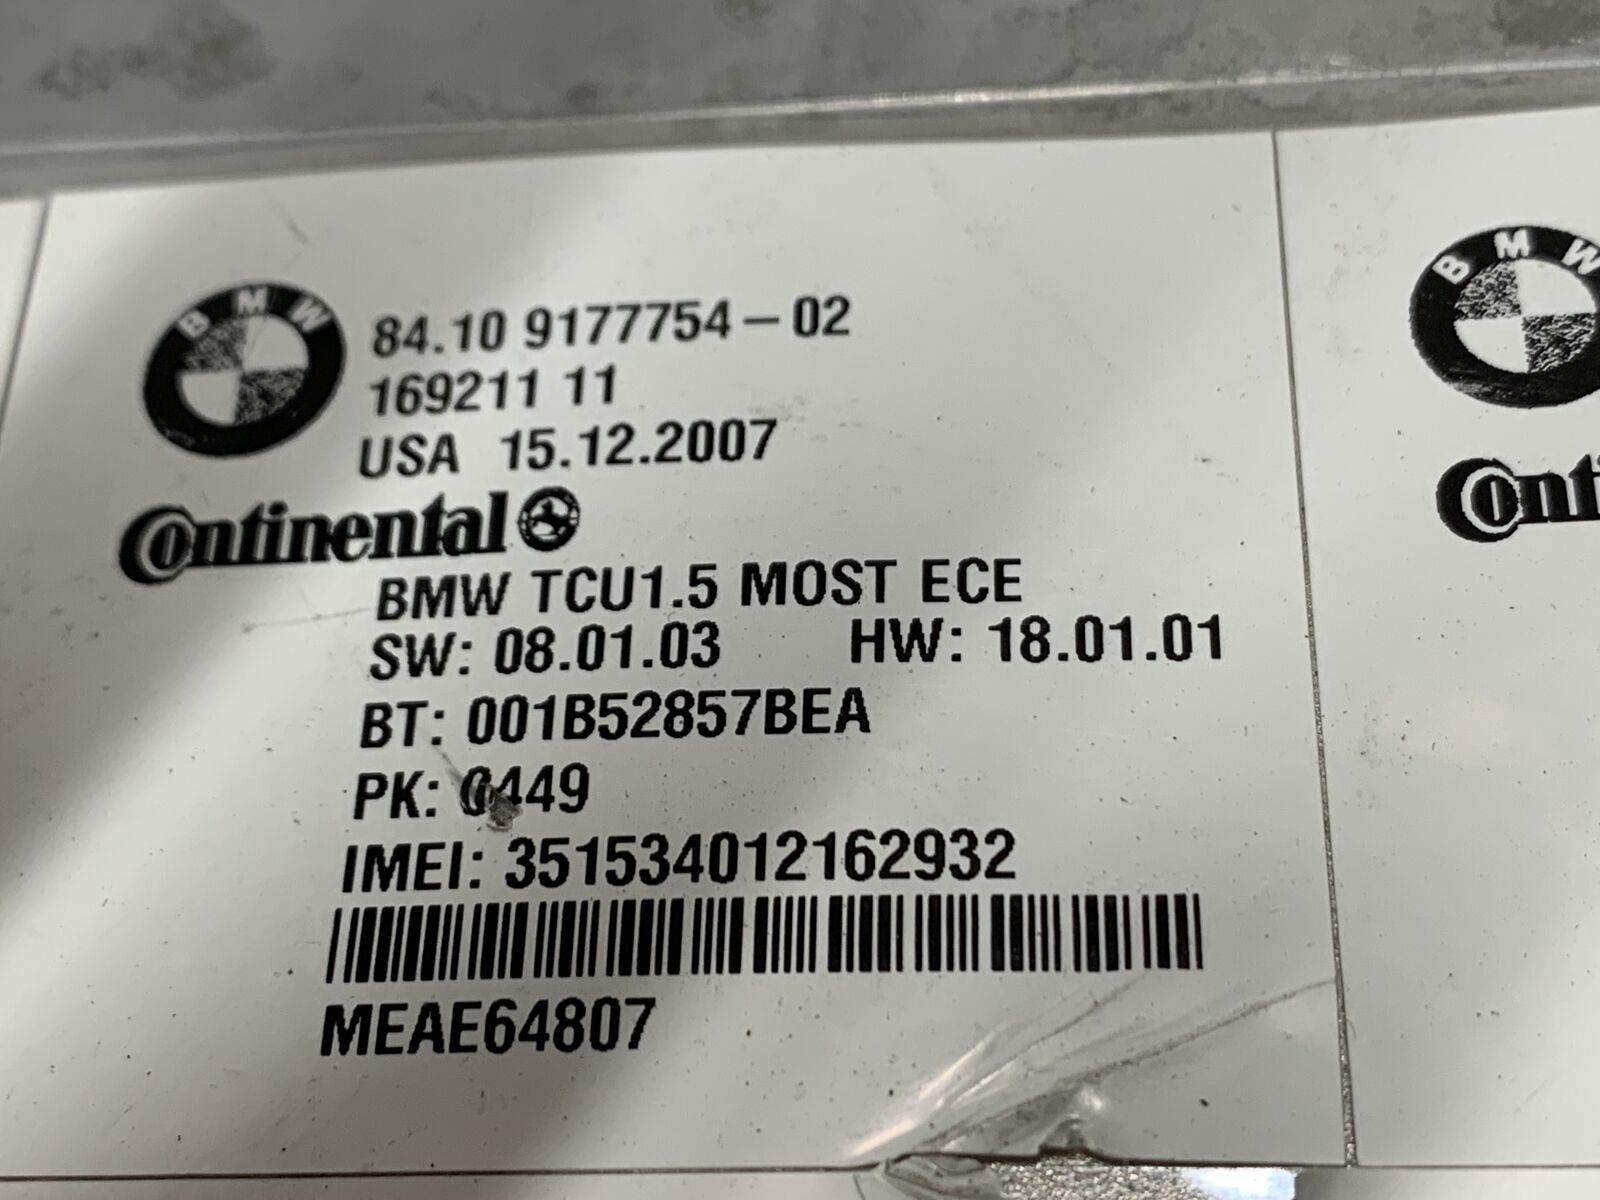 BMW
84.10 9177754-02
169211 11
USA 15.12.2007
Continental
BMW TCU1.5 MOST ECE
SW: 08.01.03 HW: 18.01.01
BT: 001B52857BEA
PK: 0449
IMEI: 351534012162932
MEAE64807
BMW
Conti